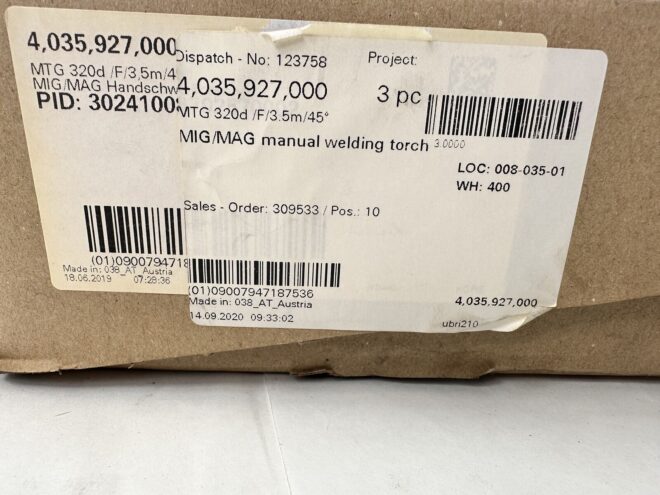 4,035,927,000
MTG 320d /F/3,5m/4
MIG/MAG Handschw
PID: 3024100
(01)0900794718
Made in: 038_AT_Austria
18.06.2019 07:28:36
Dispatch - No: 123758
Project:
4,035,927,000
3 pc
MTG 320d /F/3.5m/45°
MIG/MAG manual welding torch
3.0000
LOC: 008-035-01
WH: 400
Sales - Order: 309533 / Pos.: 10
(01)09007947187536
Made in: 038_AT_Austria
4,035,927,000
14.09.2020 09:33:02
ubri210